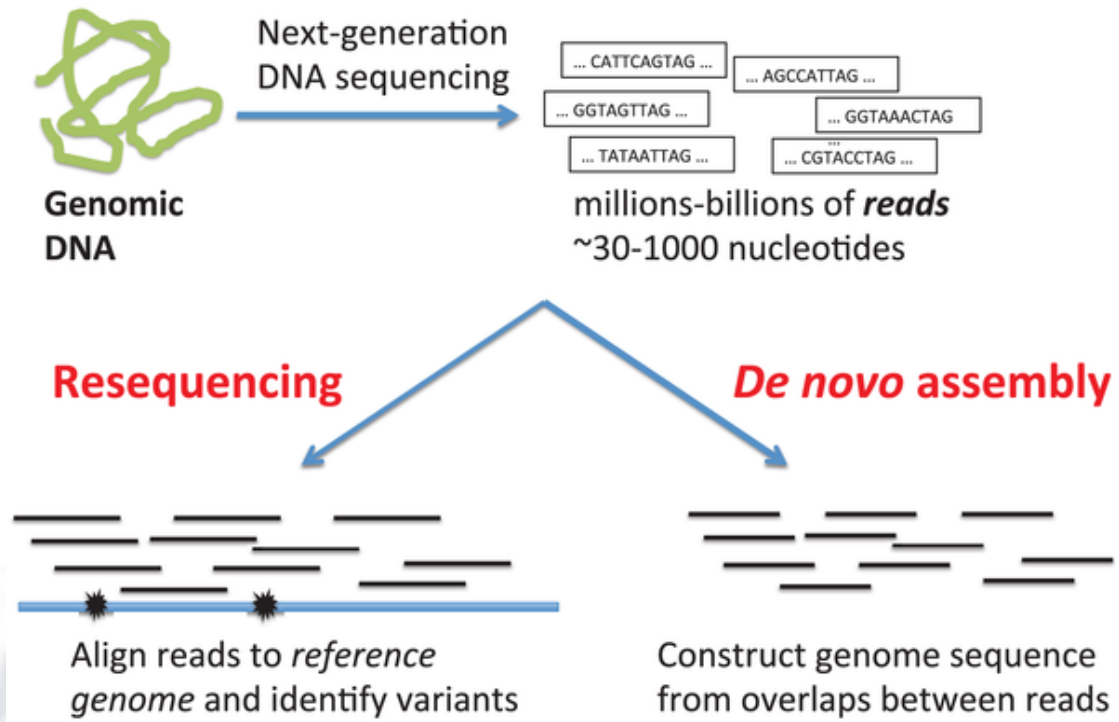 Next-generation
DNA sequencing
Genomic
DNA
... CATTCAGTAG ...
... AGCCATTAG ...
... GGTAGTTAG ...
... GGTAAACTAG
...
... TATAATTAG ...
... CGTACCTAG ...
millions-billions of reads
~30-1000 nucleotides
Resequencing
De novo assembly
Align reads to reference
genome and identify variants
Construct genome sequence
from overlaps between reads